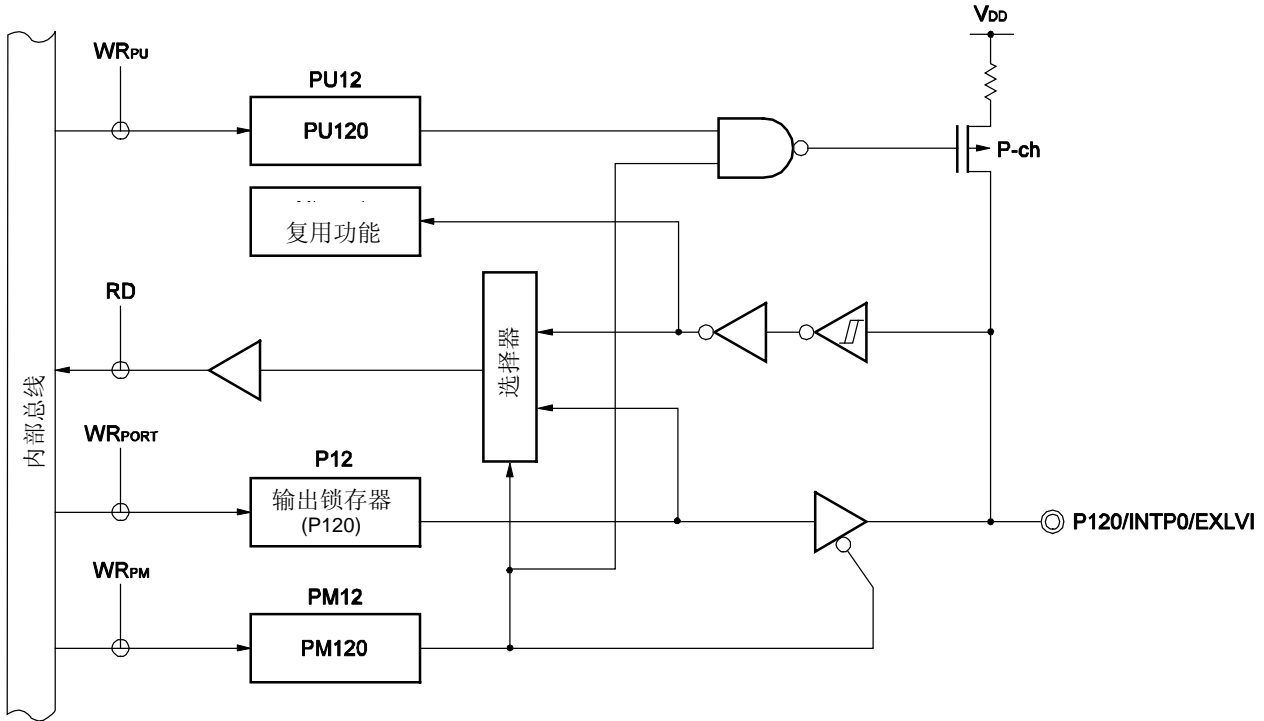 VDD
WRPU
PU12
PU120
P-ch
复用功能
RD
选择器
内部总线
WRPORT
P12
输出锁存器
(P120)
P120/INTP0/EXLVI
WRPM
PM12
PM120